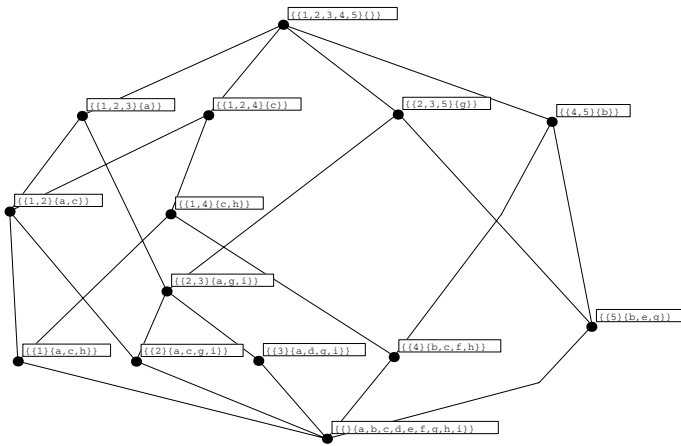 {{1,2,3,4,5}{}}
{{1,2,3}{a}}
{{1,2,4}{c}}
{{2,3,5}{g}}
{{4,5}{b}}
{{1,2}{a,c}}
{{1,4}{c,h}}
{{2,3}{a,g,i}}
{{5}{b,e,g}}
{{1}{a,c,h}}
{{2}{a,c,g,i}}
{{3}{a,d,g,i}}
{{4}{b,c,f,h}}
{{}{a,b,c,d,e,f,g,h,i}}